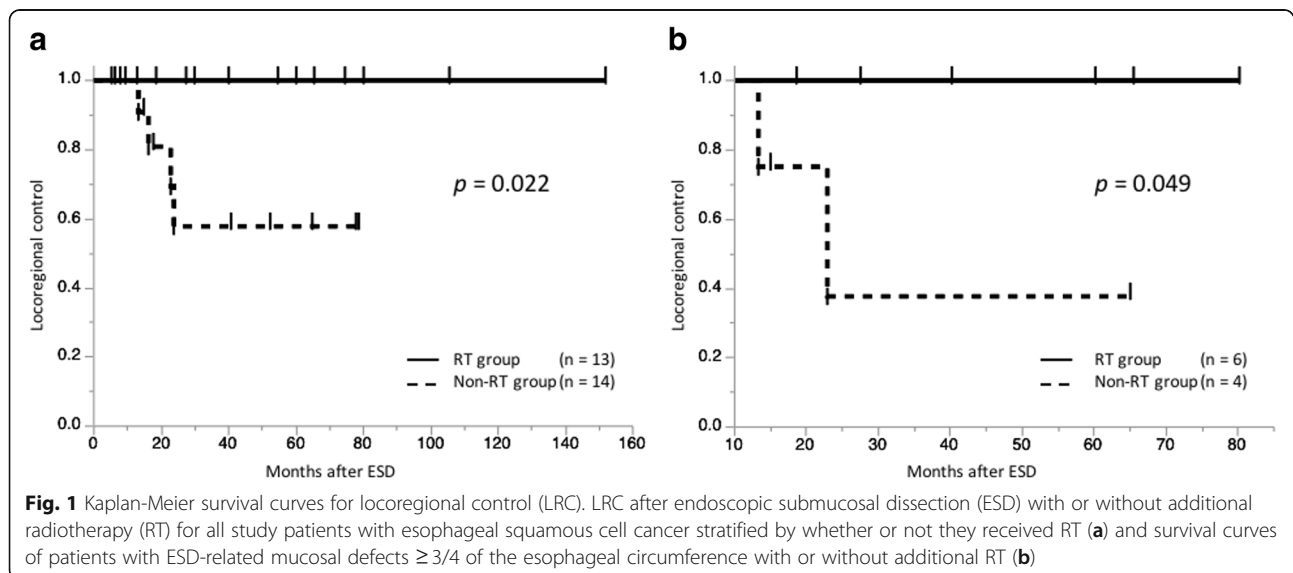 a
Locoregional control
1.0
0.8
0.6
0.4
0.2
0.0
p = 0.022
RT group (n = 13)
Non-RT group (n = 14)
0 20 40 60 80 100 120 140 160
Months after ESD
b
Locoregional control
1.0
0.8
0.6
0.4
0.2
0.0
p = 0.049
RT group (n = 6)
Non-RT group (n = 4)
10 20 30 40 50 60 70 80
Months after ESD
Fig. 1 Kaplan-Meier survival curves for locoregional control (LRC). LRC after endoscopic submucosal dissection (ESD) with or without additional
radiotherapy (RT) for all study patients with esophageal squamous cell cancer stratified by whether or not they received RT (a) and survival curves
of patients with ESD-related mucosal defects ≥ 3/4 of the esophageal circumference with or without additional RT (b)